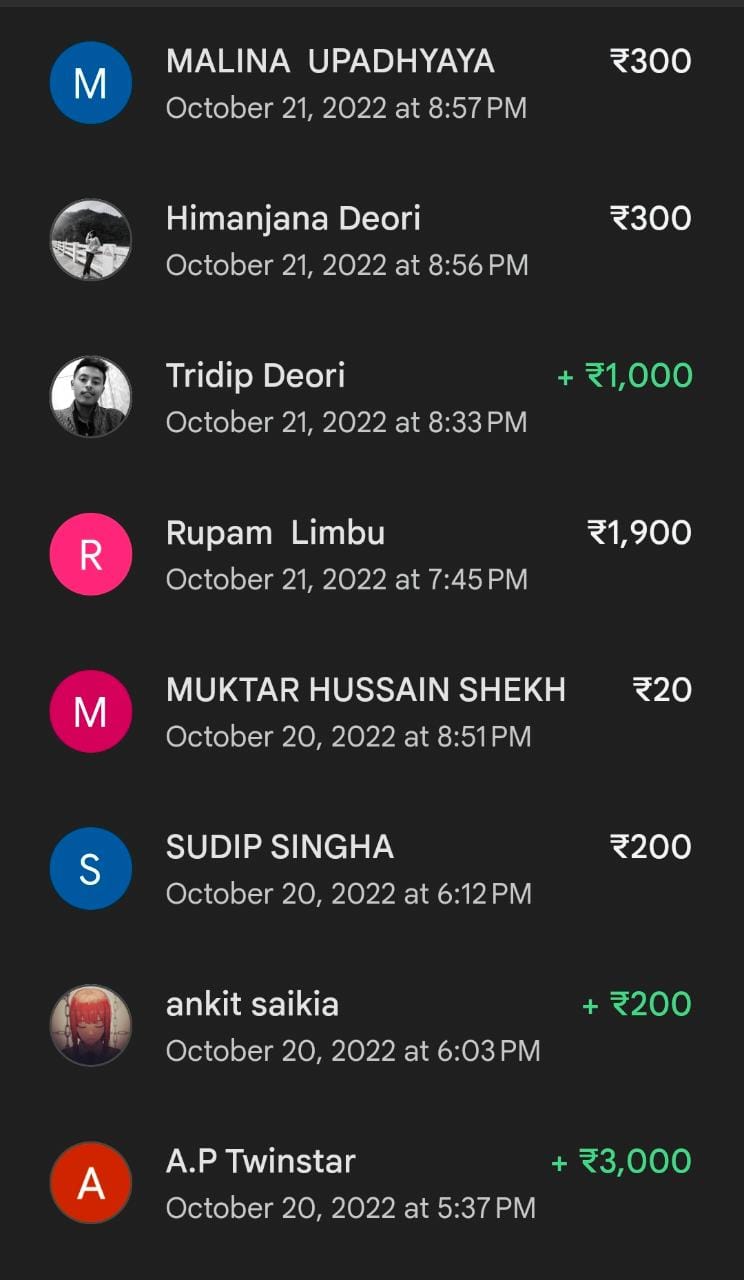 M
MALINA  UPADHYAYA ₹300
October 21, 2022 at 8:57 PM
Himanjana Deori ₹300
October 21, 2022 at 8:56 PM
Tridip Deori + ₹1,000
October 21, 2022 at 8:33 PM
R
Rupam  Limbu ₹1,900
October 21, 2022 at 7:45 PM
M
MUKTAR HUSSAIN SHEKH ₹20
October 20, 2022 at 8:51 PM
S
SUDIP SINGHA ₹200
October 20, 2022 at 6:12 PM
ankit saikia + ₹200
October 20, 2022 at 6:03 PM
A
A.P Twinstar + ₹3,000
October 20, 2022 at 5:37 PM